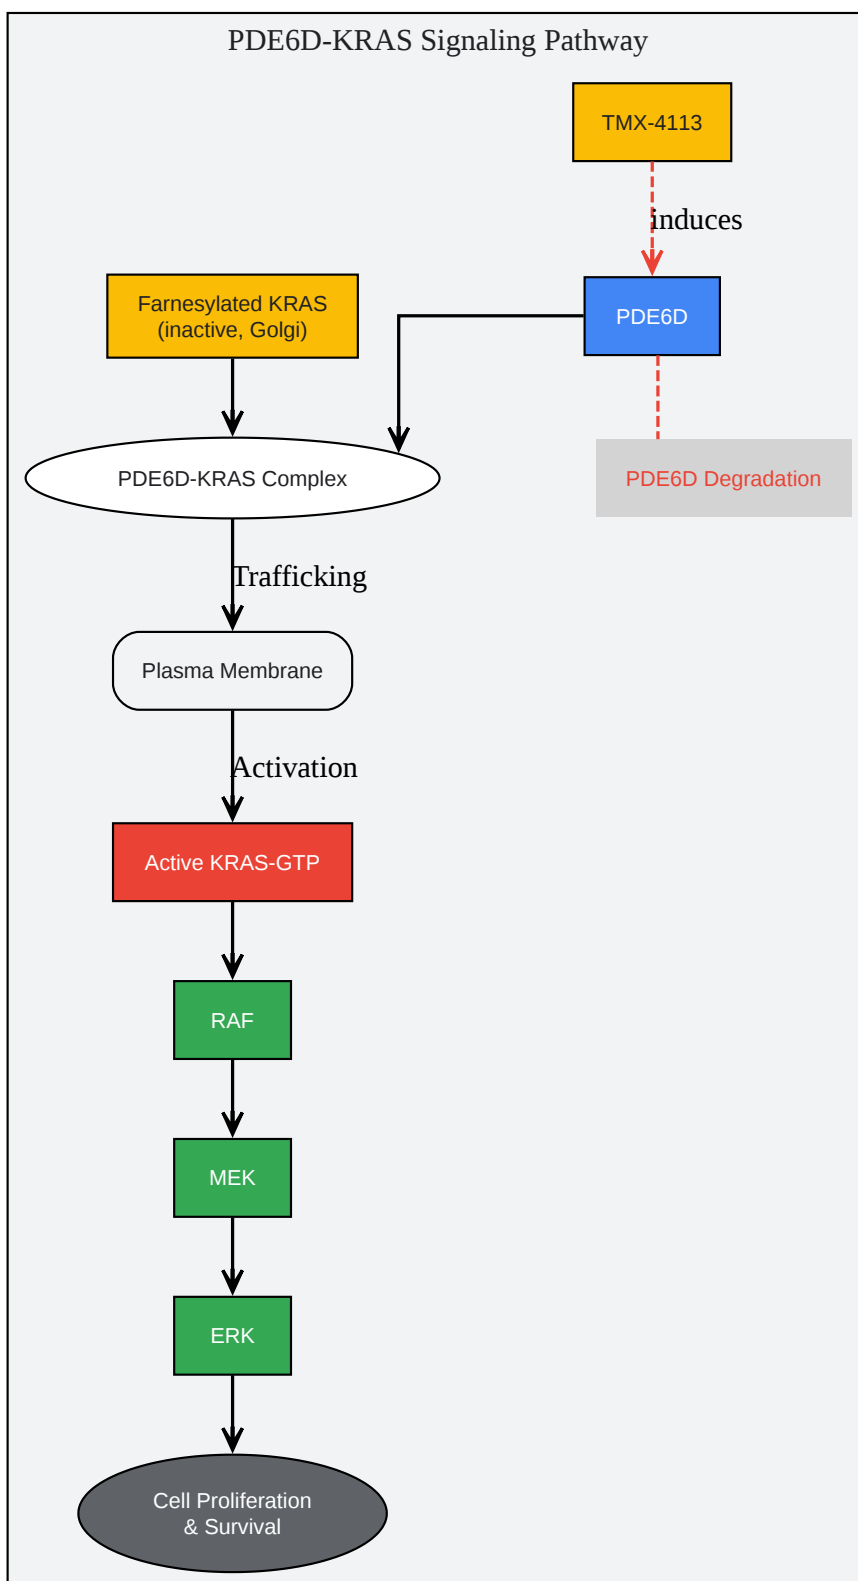 PDE6D-KRAS Signaling Pathway
TMX-4113
induces
Farnesylated KRAS
(inactive, Golgi)
PDE6D
PDE6D-KRAS Complex
PDE6D Degradation
Trafficking
Plasma Membrane
Activation
Active KRAS-GTP
RAF
MEK
ERK
Cell Proliferation
& Survival